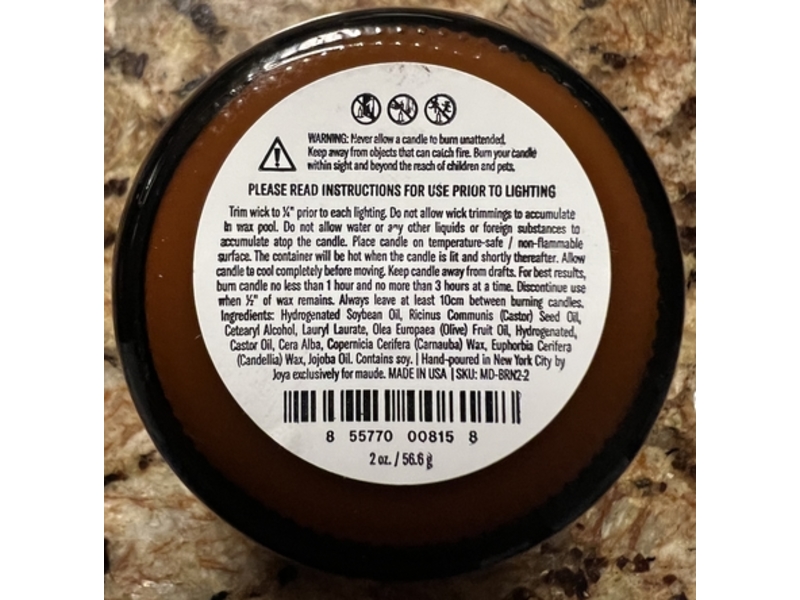 WARNING: Never allow a candle to burn unattended.
Keep away from objects that can catch fire. Burn your candle
within sight and beyond the reach of children and pets.
PLEASE READ INSTRUCTIONS FOR USE PRIOR TO LIGHTING
Trim wick to ¼" prior to each lighting. Do not allow wick trimmings to accumulate
in wax pool. Do not allow water or any other liquids or foreign substances to
accumulate atop the candle. Place candle on temperature-safe / non-flammable
surface. The container will be hot when the candle is lit and shortly thereafter. Allow
candle to cool completely before moving. Keep candle away from drafts. For best results,
burn candle no less than 1 hour and no more than 3 hours at a time. Discontinue use
when ½" of wax remains. Always leave at least 10cm between burning candles.
Ingredients: Hydrogenated Soybean Oil, Ricinus Communis (Castor) Seed Oil,
Cetearyl Alcohol, Lauryl Laurate, Olea Europaea (Olive) Fruit Oil, Hydrogenated,
Castor Oil, Cera Alba, Copernicia Cerifera (Carnauba) Wax, Euphorbia Cerifera
(Candellia) Wax, Jojoba Oil. Contains soy. | Hand-poured in New York City by
Joya exclusively for maude. MADE IN USA | SKU: MD-BRN2-2
8 55770 00815 8
2 oz. / 56.6 g